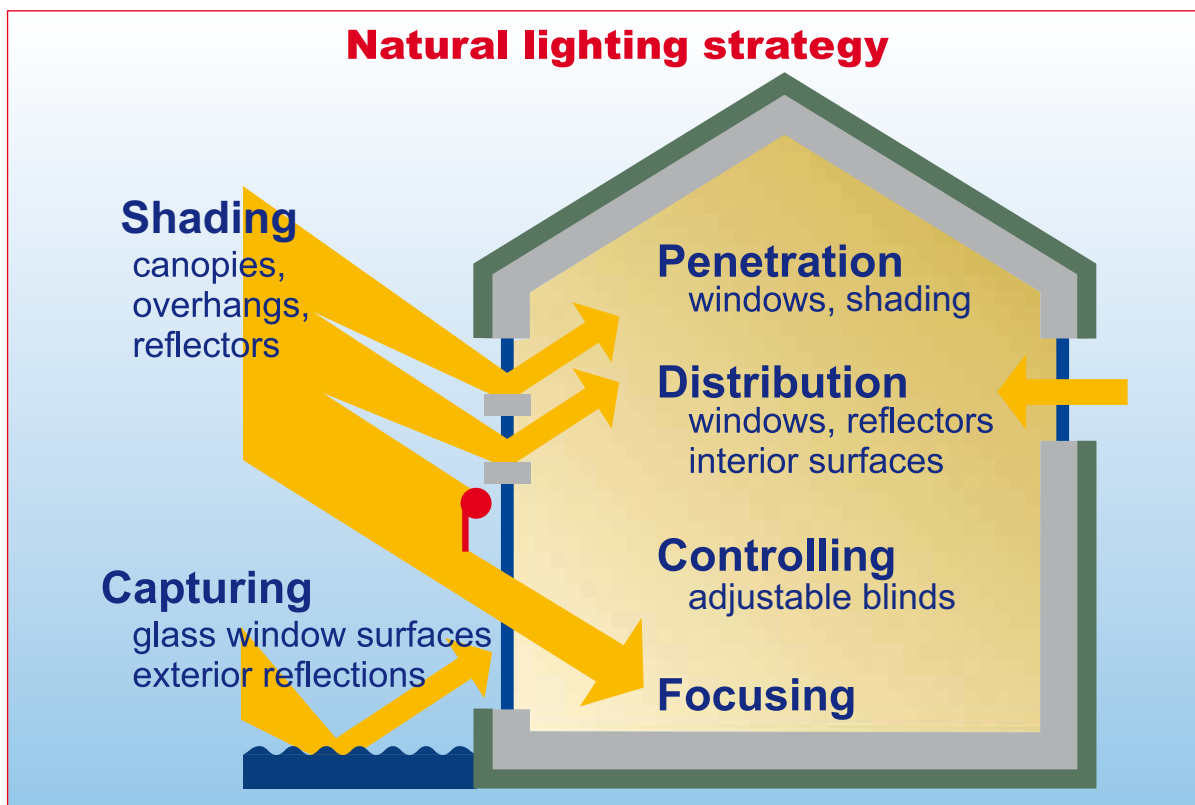 Natural lighting strategy
Shading
canopies,
overhangs,
reflectors
Capturing
glass window surfaces
exterior reflections
Penetration
windows, shading
Distribution
windows, reflectors
interior surfaces
Controlling
adjustable blinds
Focusing